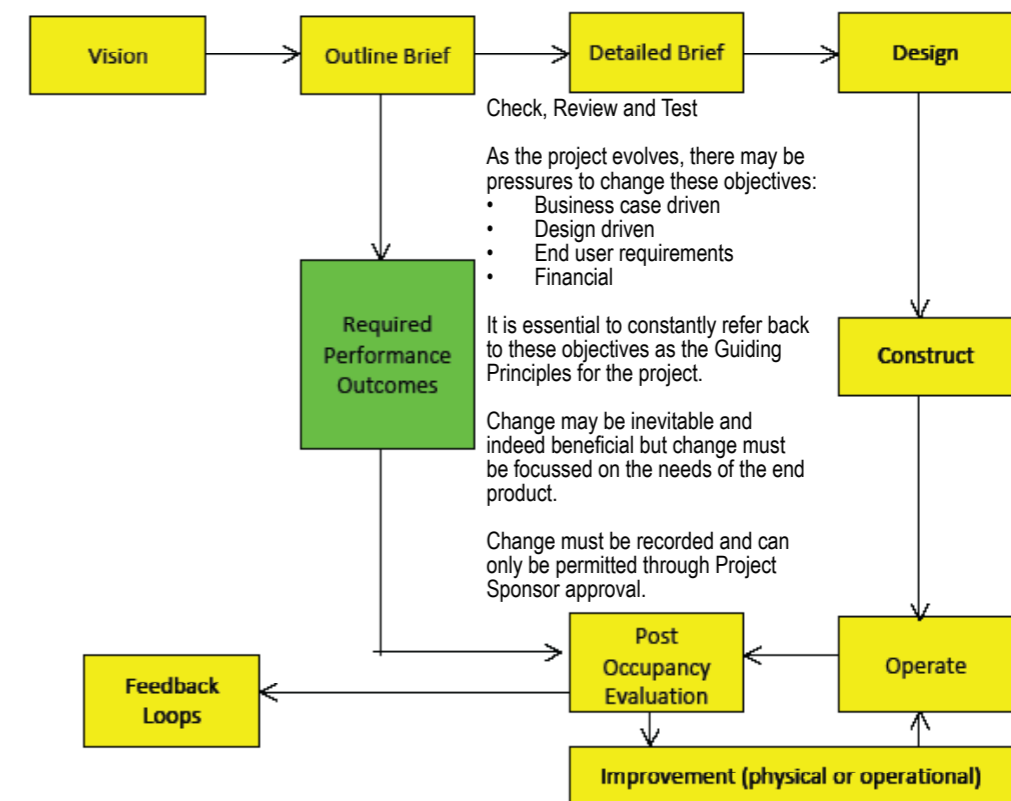 Vision
Outline Brief
Detailed Brief
Design
Check, Review and Test
As the project evolves, there may be
pressures to change these objectives:
• Business case driven
• Design driven
• End user requirements
• Financial
Required
Performance
Outcomes
It is essential to constantly refer back
to these objectives as the Guiding
Principles for the project.
Construct
Change may be inevitable and
indeed beneficial but change must
be focussed on the needs of the end
product.
Change must be recorded and can
only be permitted through Project
Sponsor approval.
Post
Occupancy
Evaluation
Operate
Feedback
Loops
Improvement (physical or operational)